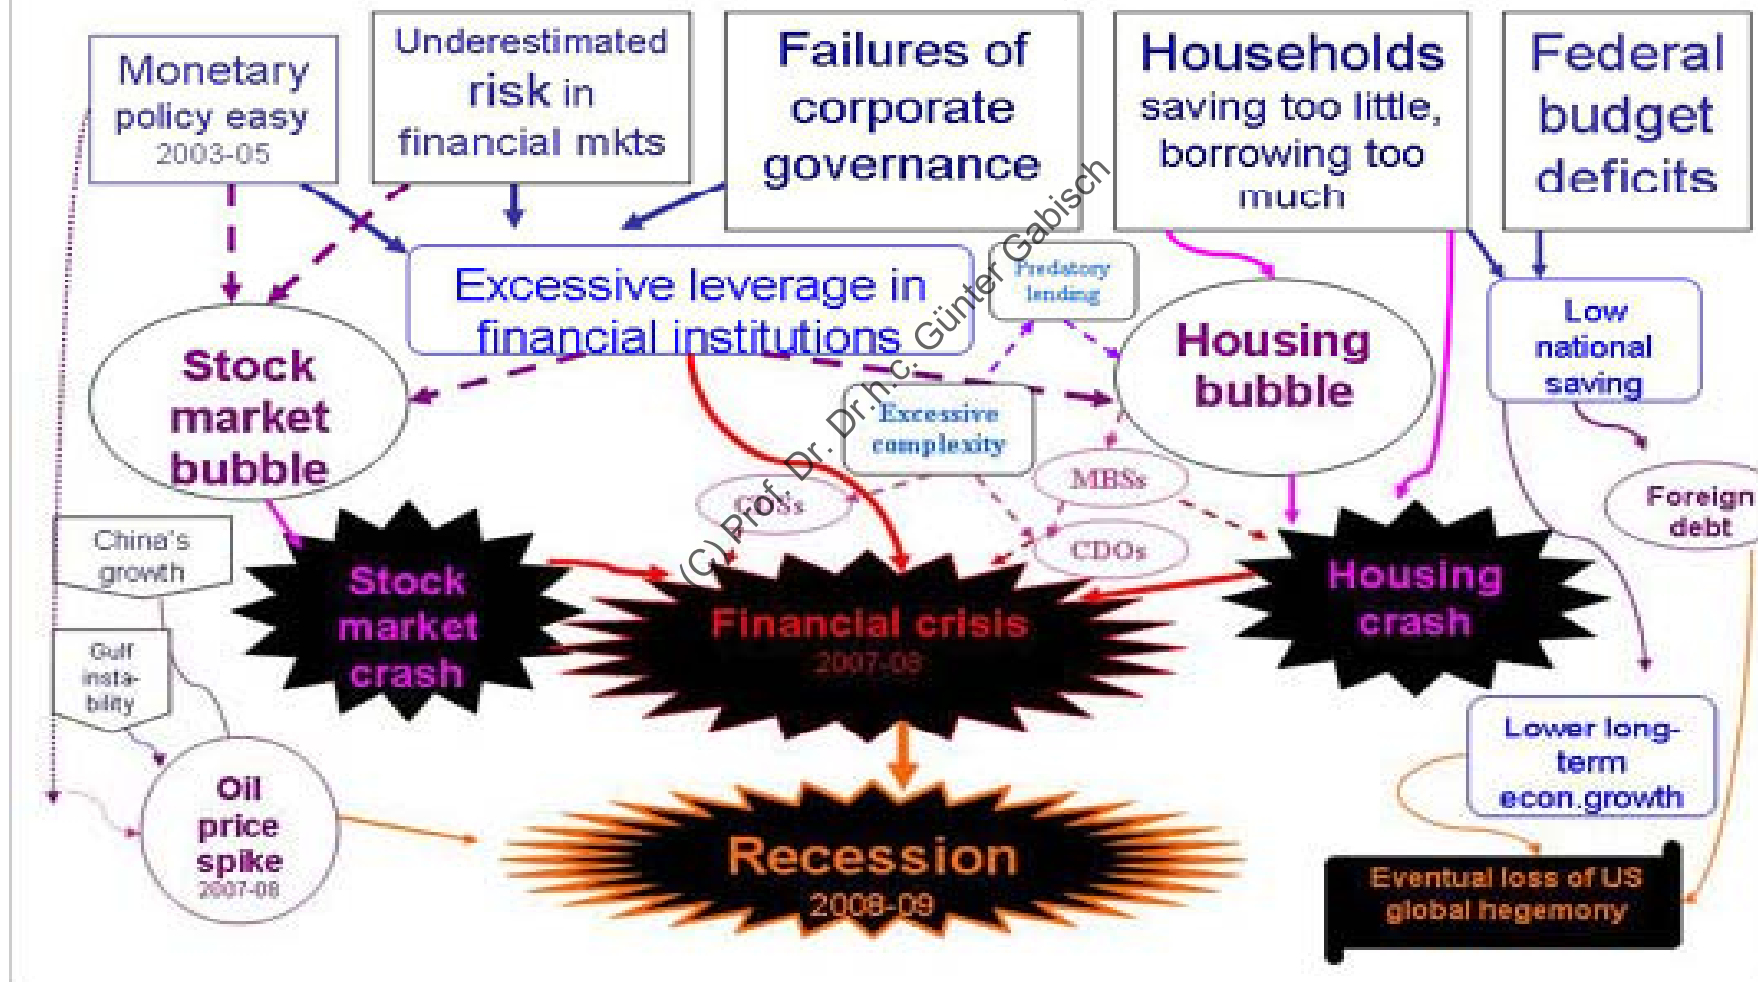 Monetary
policy easy
2003-05
Underestimated
risk in
financial mkts
Failures of
corporate
governance
Households
saving too little,
borrowing too
much
Federal
budget
deficits
Excessive leverage in
financial institutions
Predatory
lending
Stock
market
bubble
Housing
bubble
Low
national
saving
Excessive
complexity
CDSs
MBSs
CDOs
Foreign
debt
China's
growth
Gulf
insta-
bility
Stock
market
crash
Financial crisis
2007-08
Housing
crash
Oil
price
spike
2007-08
Recession
2008-09
Lower long-
term
econ.growth
Eventual loss of US
global hegemony
(C) Prof. Dr. Dr.h.c. Günter Gabisch